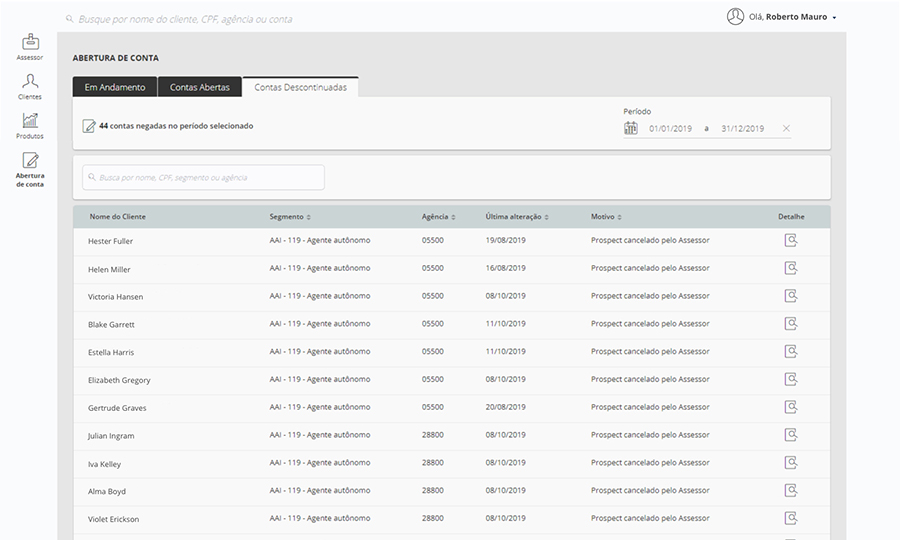 Busque por nome do cliente, CPF, agência ou conta
Olá, Roberto Mauro
Assessor
Clientes
Produtos
Abertura
de conta
ABERTURA DE CONTA
Em Andamento Contas Abertas Contas Descontinuadas
44 contas negadas no período selecionado
Período
01/01/2019 a 31/12/2019
Busca por nome, CPF, segmento ou agência
Nome do Cliente Segmento Agência Última alteração Motivo Detalhe
Hester Fuller AAI - 119 - Agente autônomo 05500 19/08/2019 Prospect cancelado pelo Assessor
Helen Miller AAI - 119 - Agente autônomo 05500 16/08/2019 Prospect cancelado pelo Assessor
Victoria Hansen AAI - 119 - Agente autônomo 05500 08/10/2019 Prospect cancelado pelo Assessor
Blake Garrett AAI - 119 - Agente autônomo 05500 11/10/2019 Prospect cancelado pelo Assessor
Estella Harris AAI - 119 - Agente autônomo 05500 11/10/2019 Prospect cancelado pelo Assessor
Elizabeth Gregory AAI - 119 - Agente autônomo 05500 08/10/2019 Prospect cancelado pelo Assessor
Gertrude Graves AAI - 119 - Agente autônomo 05500 20/08/2019 Prospect cancelado pelo Assessor
Julian Ingram AAI - 119 - Agente autônomo 28800 08/10/2019 Prospect cancelado pelo Assessor
Iva Kelley AAI - 119 - Agente autônomo 28800 08/10/2019 Prospect cancelado pelo Assessor
Alma Boyd AAI - 119 - Agente autônomo 28800 08/10/2019 Prospect cancelado pelo Assessor
Violet Erickson AAI - 119 - Agente autônomo 28800 08/10/2019 Prospect cancelado pelo Assessor